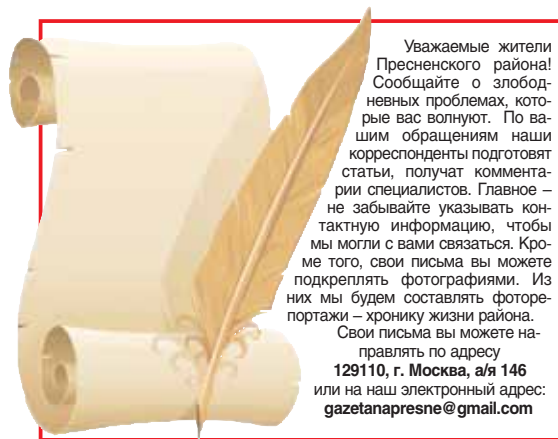 Уважаемые жители
Пресненского района!
Сообщайте о злобод-
невных проблемах, кото-
рые вас волнуют. По ва-
шим обращениям наши
корреспонденты подготовят
статьи, получат коммента-
рии специалистов. Главное –
не забывайте указывать кон-
тактную информацию, чтобы
мы могли с вами связаться. Кро-
ме того, свои письма вы можете
подкреплять фотографиями. Из
них мы будем составлять фоторе-
портажи – хронику жизни района.
Свои письма вы можете на-
правлять по адресу
129110, г. Москва, а/я 146
или на наш электронный адрес:
gazetanapresne@gmail.com